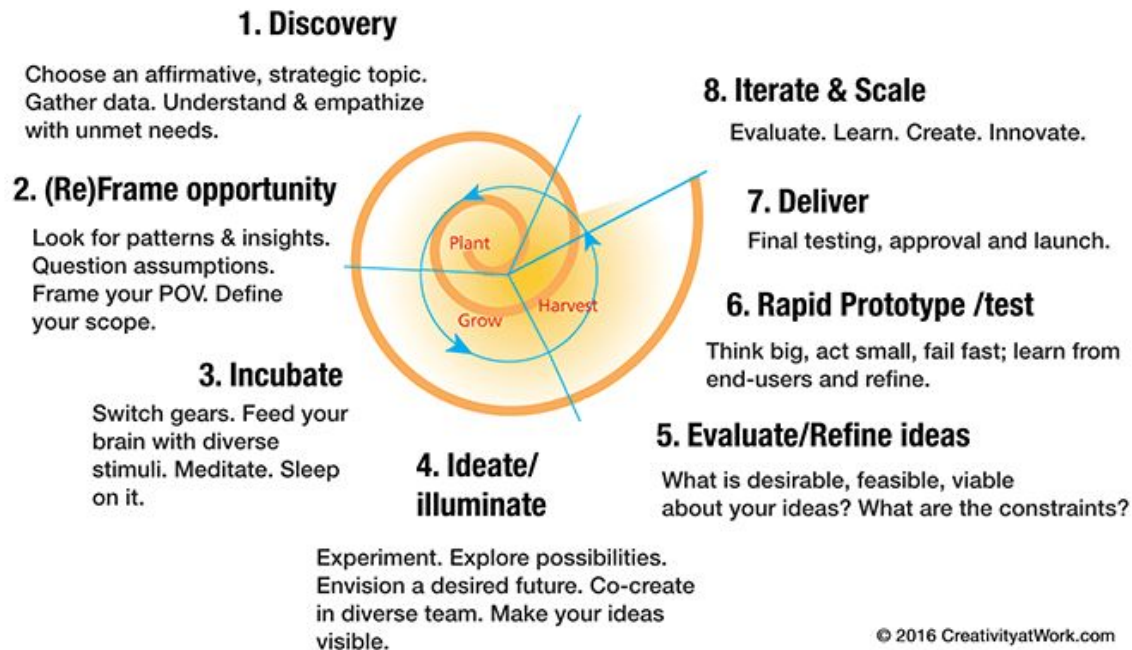 1. Discovery
Choose an affirmative, strategic topic.
Gather data. Understand & empathize
with unmet needs.
2. (Re)Frame opportunity
Look for patterns & insights.
Question assumptions.
Frame your POV. Define
your scope.
3. Incubate
Switch gears. Feed your
brain with diverse
stimuli. Meditate. Sleep
on it.
4. Ideate/
illuminate
Experiment. Explore possibilities.
Envision a desired future. Co-create
in diverse team. Make your ideas
visible.
5. Evaluate/Refine ideas
What is desirable, feasible, viable
about your ideas? What are the constraints?
6. Rapid Prototype /test
Think big, act small, fail fast; learn from
end-users and refine.
7. Deliver
Final testing, approval and launch.
8. Iterate & Scale
Evaluate. Learn. Create. Innovate.
Plant
Grow
Harvest
© 2016 CreativityatWork.com